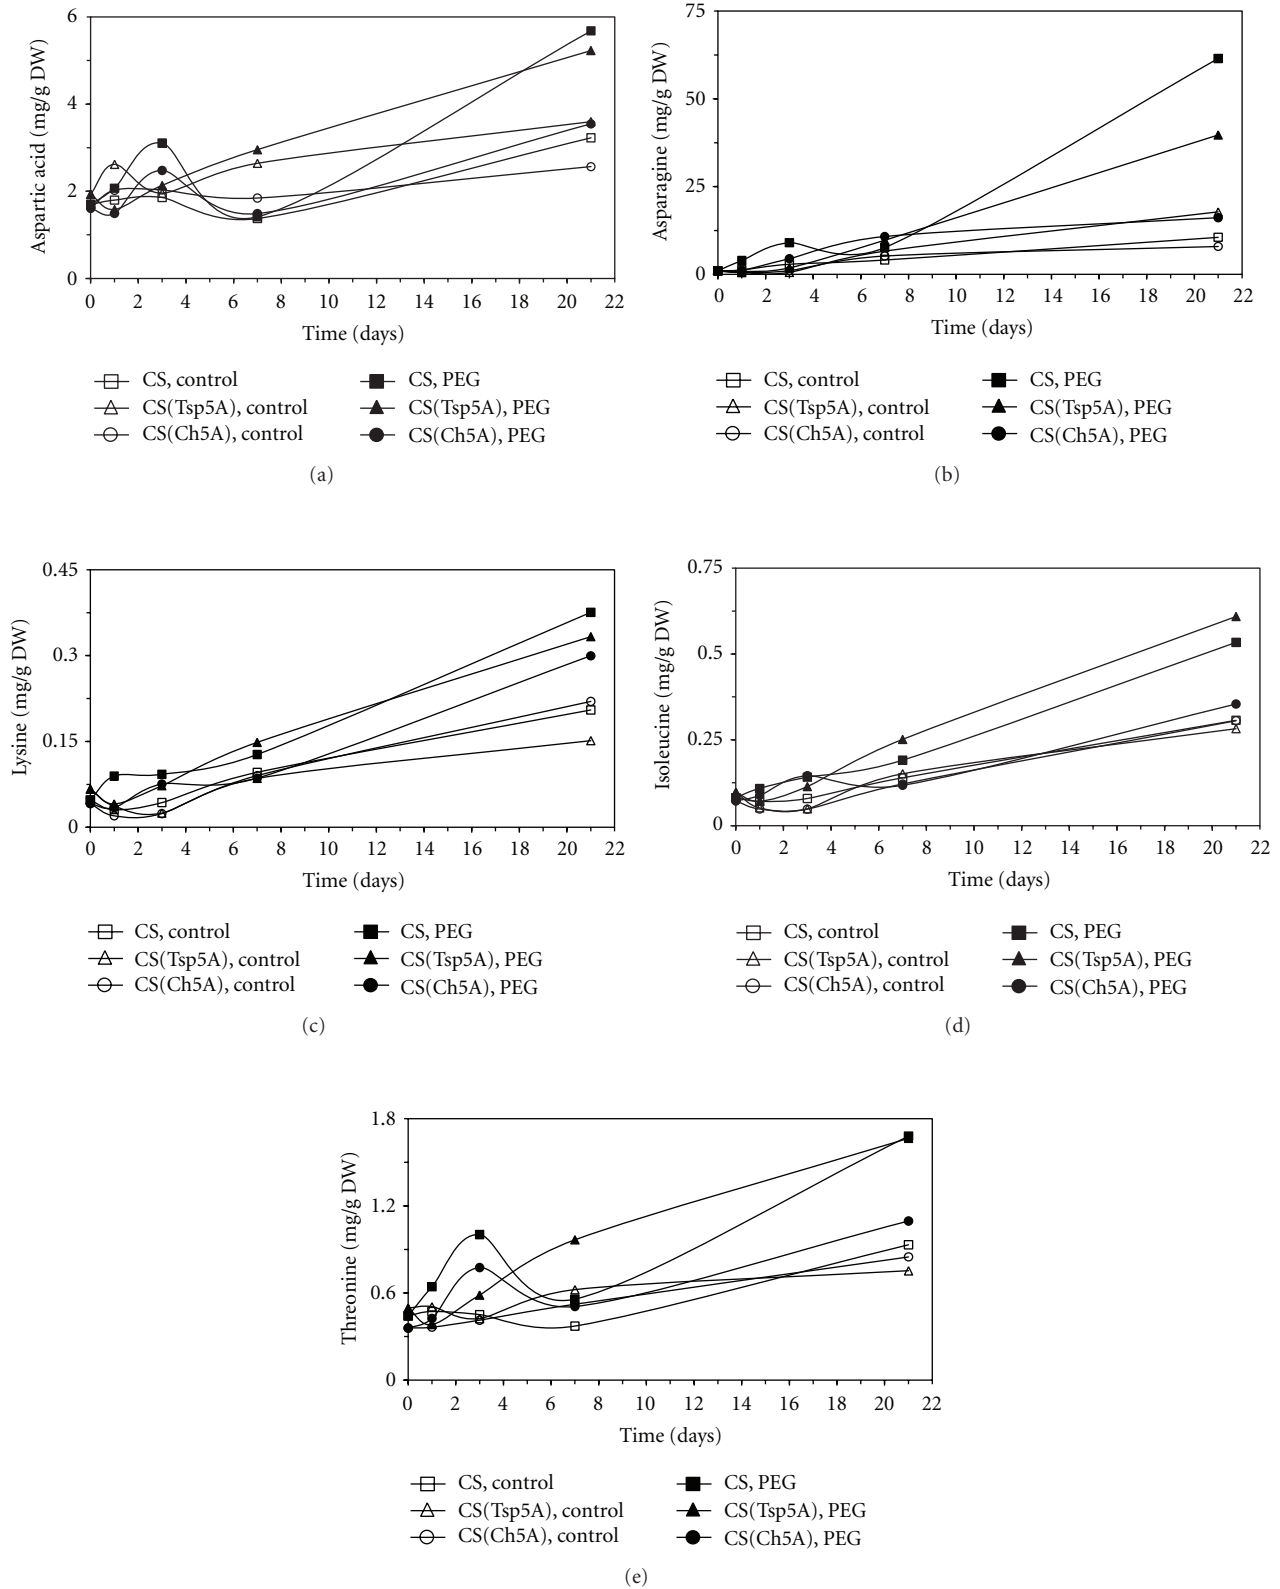 Aspartic acid (mg/g DW)
6
4
2
0
0 2 4 6 8 10 12 14 16 18 20 22
Time (days)
CS, control
CS, PEG
CS(Tsp5A), control
CS(Tsp5A), PEG
CS(Ch5A), control
CS(Ch5A), PEG
(a)
Asparagine (mg/g DW)
75
50
25
0
0 2 4 6 8 10 12 14 16 18 20 22
Time (days)
CS, control
CS, PEG
CS(Tsp5A), control
CS(Tsp5A), PEG
CS(Ch5A), control
CS(Ch5A), PEG
(b)
Lysine (mg/g DW)
0.45
0.3
0.15
0
0 2 4 6 8 10 12 14 16 18 20 22
Time (days)
CS, control
CS, PEG
CS(Tsp5A), control
CS(Tsp5A), PEG
CS(Ch5A), control
CS(Ch5A), PEG
(c)
Isoleucine (mg/g DW)
0.75
0.5
0.25
0
0 2 4 6 8 10 12 14 16 18 20 22
Time (days)
CS, control
CS, PEG
CS(Tsp5A), control
CS(Tsp5A), PEG
CS(Ch5A), control
CS(Ch5A), PEG
(d)
Threonine (mg/g DW)
1.8
1.2
0.6
0
0 2 4 6 8 10 12 14 16 18 20 22
Time (days)
CS, control
CS, PEG
CS(Tsp5A), control
CS(Tsp5A), PEG
CS(Ch5A), control
CS(Ch5A), PEG
(e)